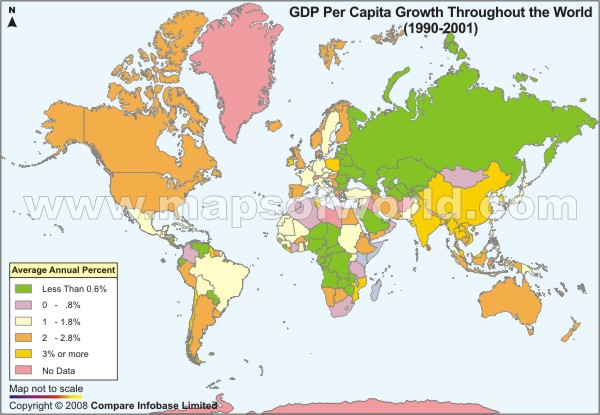 N
GDP Per Capita Growth Throughout the World
(1990-2001)
www.mapsofworld.com
Average Annual Percent
Less Than 0.6%
0 - .8%
1 - 1.8%
2 - 2.8%
3% or more
No Data
Map not to scale
Copyright © 2008 Compare Infobase Limited